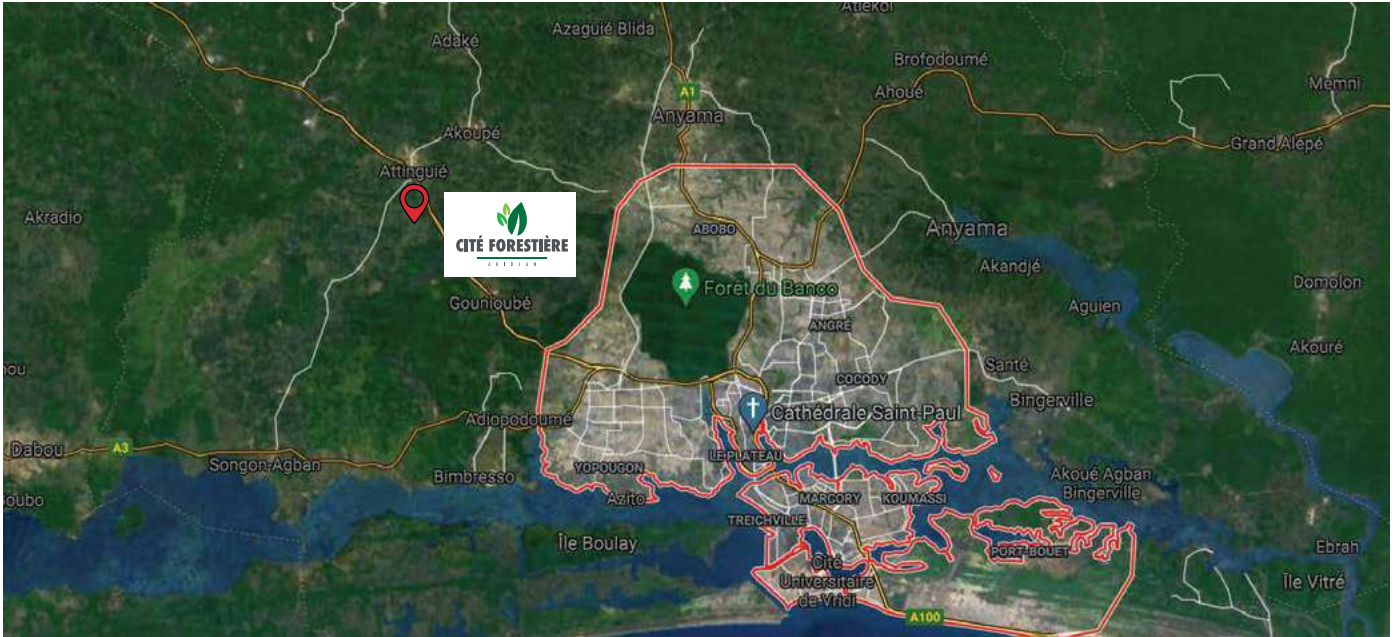 Atiékoi
Azaguié Blida
Adaké
Brofodoumé
Memni
A1
Ahoué
Anyama
Akoupé
Grand Alépé
Attinguié
Akradio
CITÉ FORESTIÈRE
ABIDJAN
ABOBO
Anyama
Akandjé
Forêt du Banco
Domolon
Gounioubé
Aguien
ANGRÉ
Akouré
Santé
COCODY
Bingerville
Cathédrale Saint-Paul
Adiopodoumé
Dabou
A3
LE PLATEAU
Songon-Agban
YOPOUGON
Bimbresso
Akoué Agban
Bingerville
Azito
MARCORY
KOUMASSI
TREICHVILLE
Île Boulay
PORT-BOUET
Ebrah
Cité
Universitaire
de Vridi
Île Vitré
A100